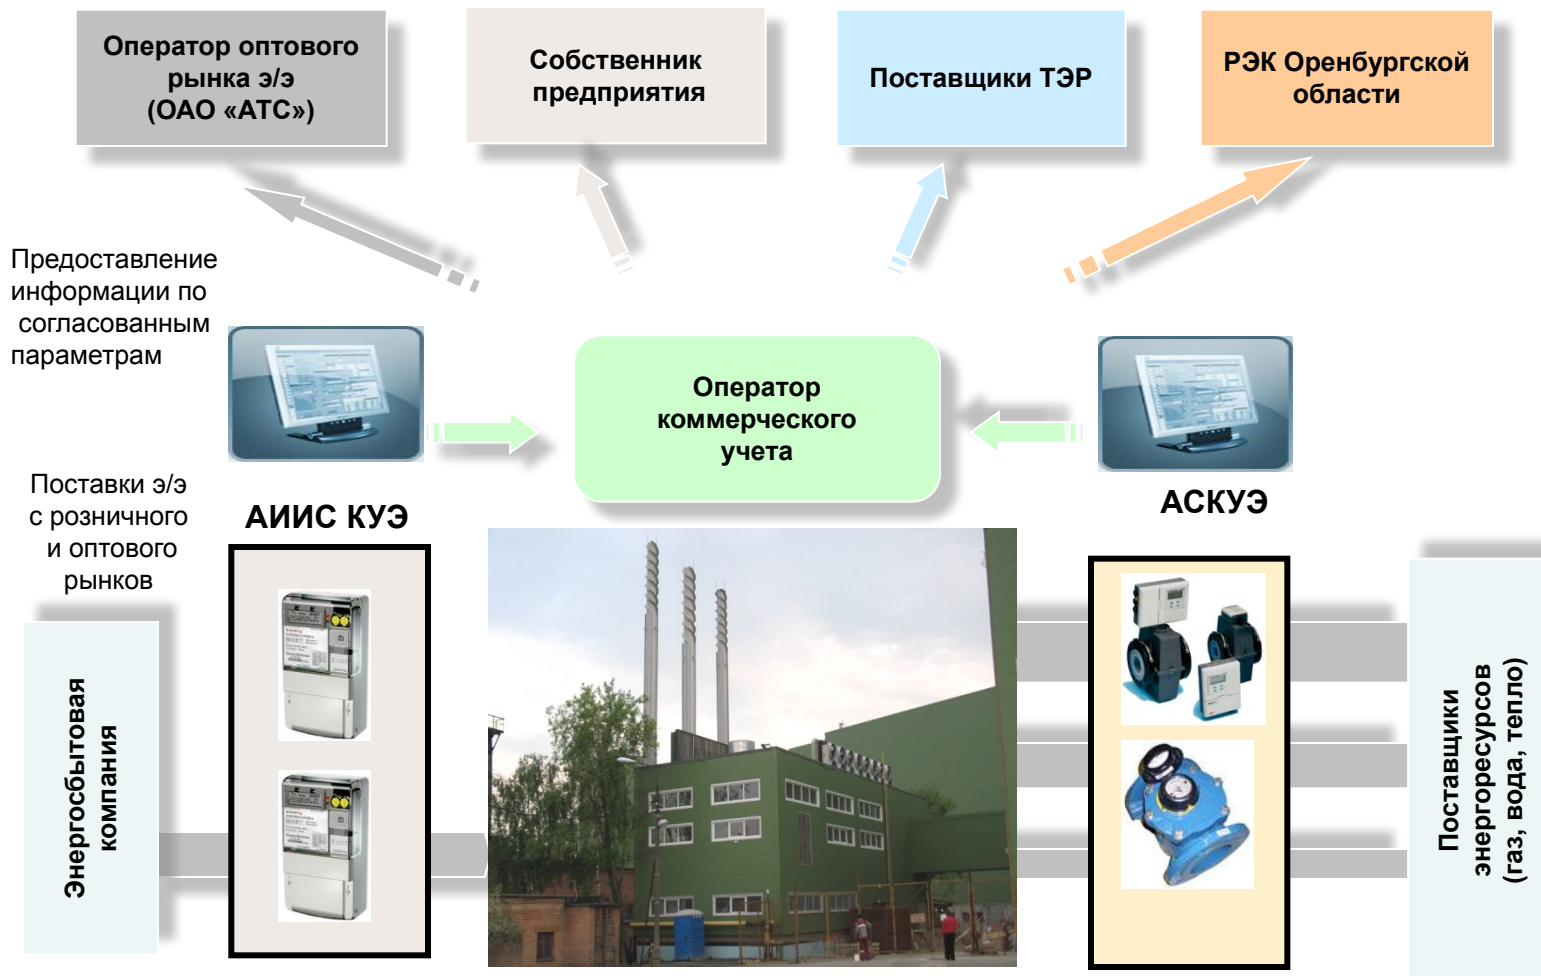 Оператор оптового
рынка э/э
(ОАО «АТС»)
Собственник
предприятия
Поставщики ТЭР
РЭК Оренбургской
области
Предоставление
информации по
согласованным
параметрам
Оператор
коммерческого
учета
Поставки э/э
с розничного
и оптового
рынков
АИИС КУЭ
АСКУЭ
Энергосбытовая
компания
Поставщики
энергоресурсов
(газ, вода, тепло)